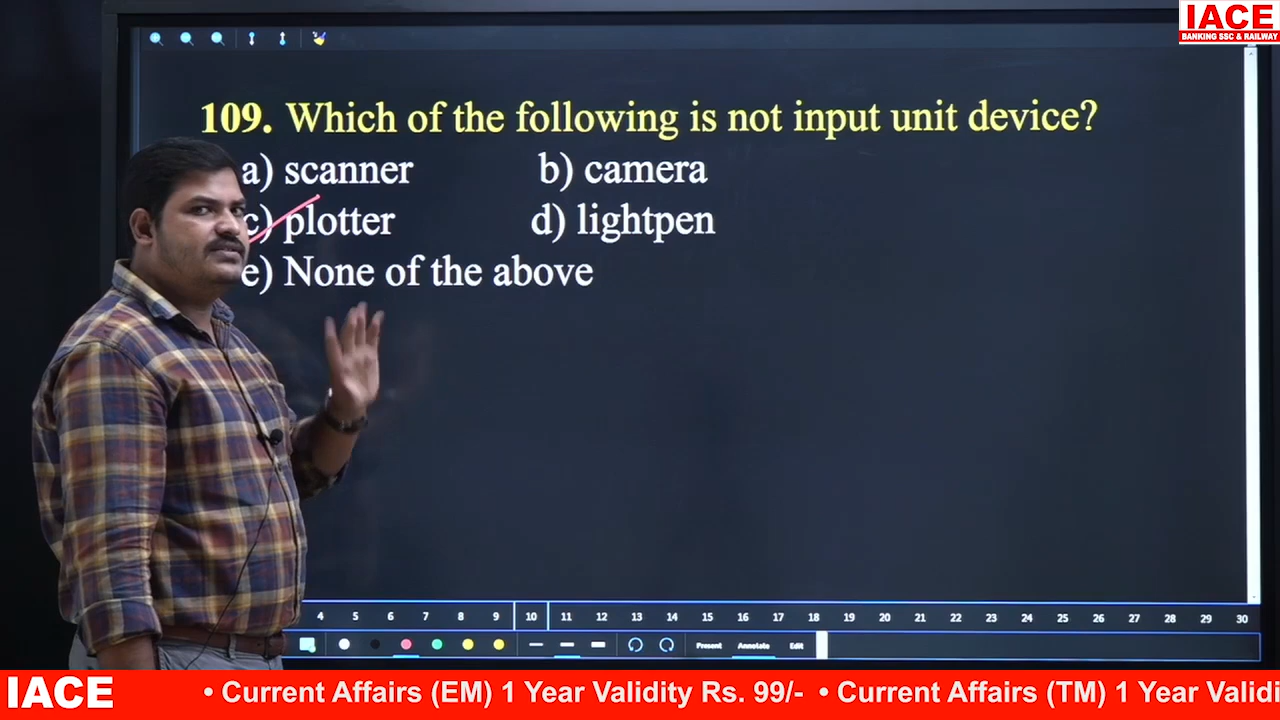 IACE
BANKING SSC & RAILWAY
109. Which of the following is not input unit device?
a) scanner b) camera
c) plotter d) lightpen
e) None of the above
4 5 6 7 8 9 10 11 12 13 14 15 16 17 18 19 20 21 22 23 24 25 26 27 28 29 30
Present Annotate Edit
IACE • Current Affairs (EM) 1 Year Validity Rs. 99/- • Current Affairs (TM) 1 Year Validi